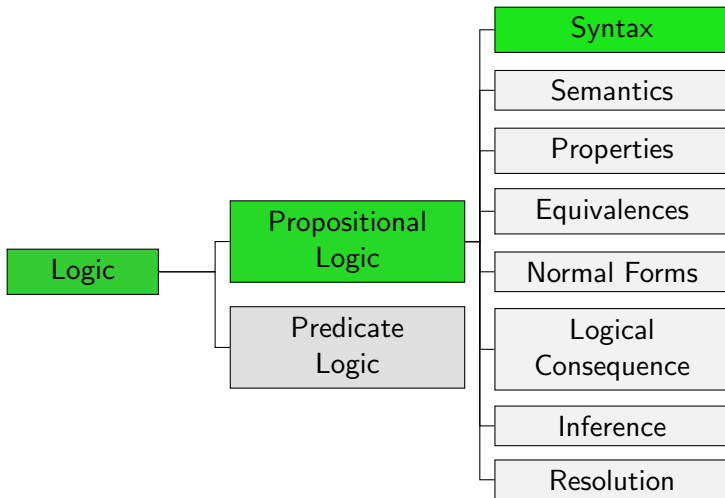 Logic
Propositional
Logic
Predicate
Logic
Syntax
Semantics
Properties
Equivalences
Normal Forms
Logical
Consequence
Inference
Resolution